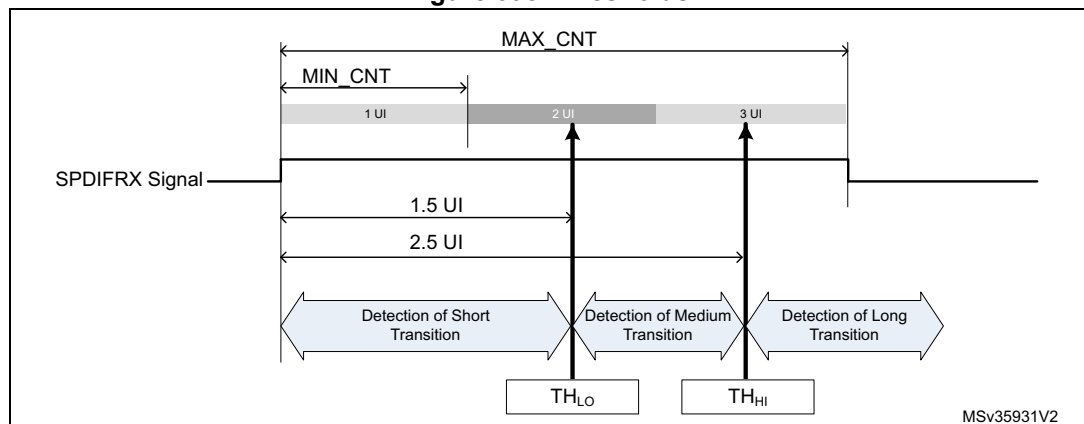 MAX_CNT
MIN_CNT
1 UI
2 UI
3 UI
SPDIFRX Signal
1.5 UI
2.5 UI
Detection of Short
Transition
Detection of Medium
Transition
Detection of Long
Transition
TH_LO
TH_HI
MSv35931V2